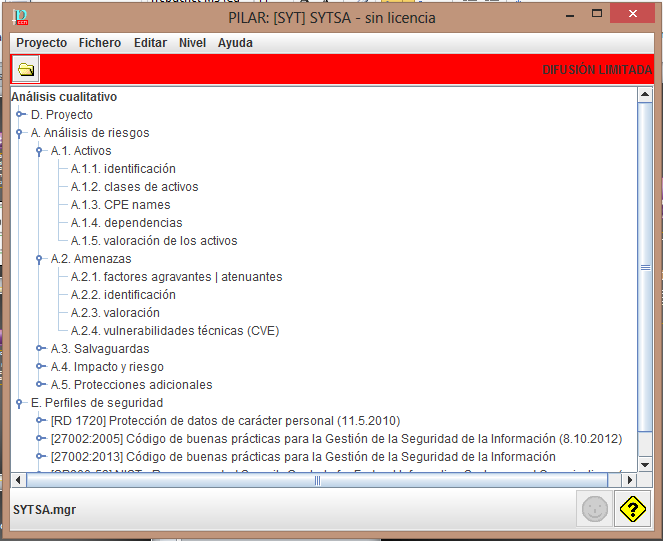 PILAR: [SYT] SYTSA - sin licencia
Proyecto Fichero Editar Nivel Ayuda
DIFUSIÓN LIMITADA
Análisis cualitativo
D. Proyecto
A. Análisis de riesgos
A.1. Activos
A.1.1. identificación
A.1.2. clases de activos
A.1.3. CPE names
A.1.4. dependencias
A.1.5. valoración de los activos
A.2. Amenazas
A.2.1. factores agravantes | atenuantes
A.2.2. identificación
A.2.3. valoración
A.2.4. vulnerabilidades técnicas (CVE)
A.3. Salvaguardas
A.4. Impacto y riesgo
A.5. Protecciones adicionales
E. Perfiles de seguridad
[RD 1720] Protección de datos de carácter personal (11.5.2010)
[27002:2005] Código de buenas prácticas para la Gestión de la Seguridad de la Información (8.10.2012)
[27002:2013] Código de buenas prácticas para la Gestión de la Seguridad de la Información
SYTSA.mgr